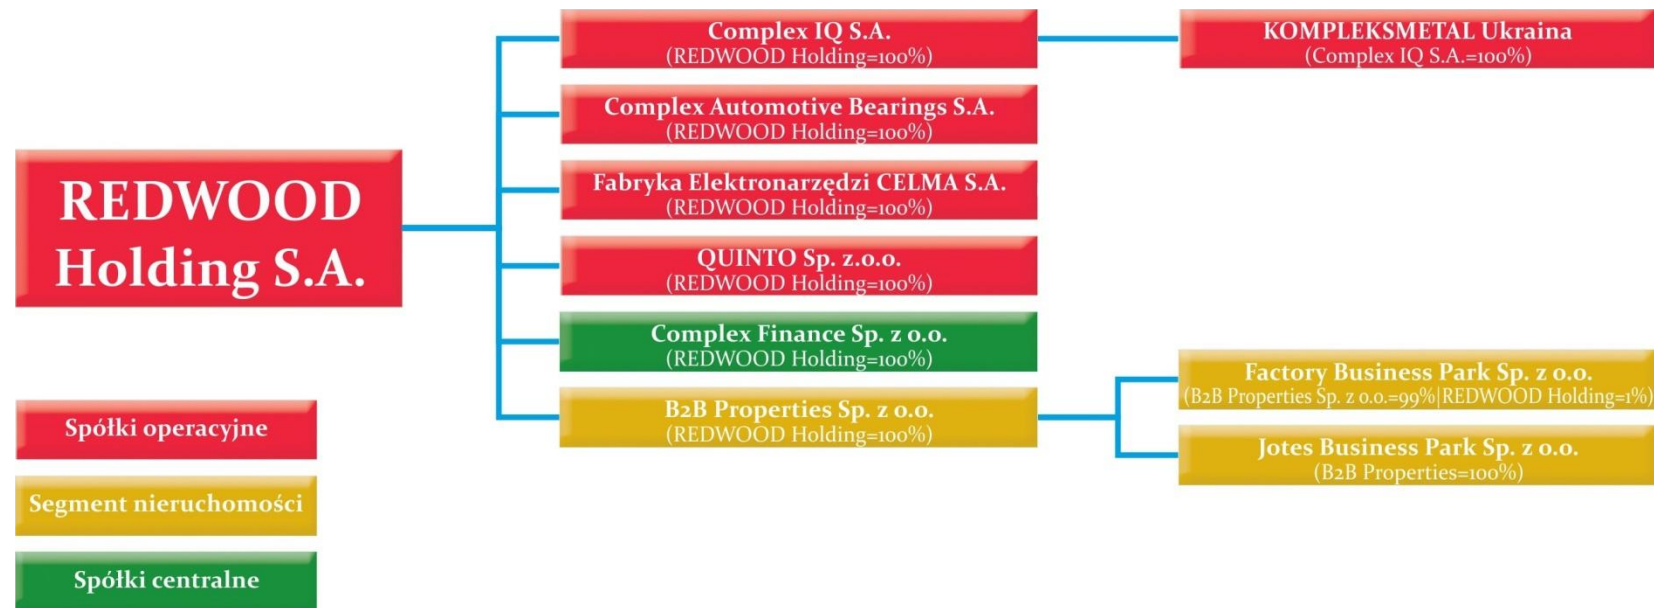 REDWOOD
Holding S.A.
Complex IQ S.A.
(REDWOOD Holding=100%)
KOMPLEKSMETAL Ukraina
(Complex IQ S.A.=100%)
Complex Automotive Bearings S.A.
(REDWOOD Holding=100%)
Fabryka Elektronarzędzi CELMA S.A.
(REDWOOD Holding=100%)
QUINTO Sp. z.o.o.
(REDWOOD Holding=100%)
Complex Finance Sp. z o.o.
(REDWOOD Holding=100%)
B2B Properties Sp. z o.o.
(REDWOOD Holding=100%)
Factory Business Park Sp. z o.o.
(B2B Properties Sp. z o.o.=99%|REDWOOD Holding=1%)
Jotes Business Park Sp. z o.o.
(B2B Properties=100%)
Spółki operacyjne
Segment nieruchomości
Spółki centralne